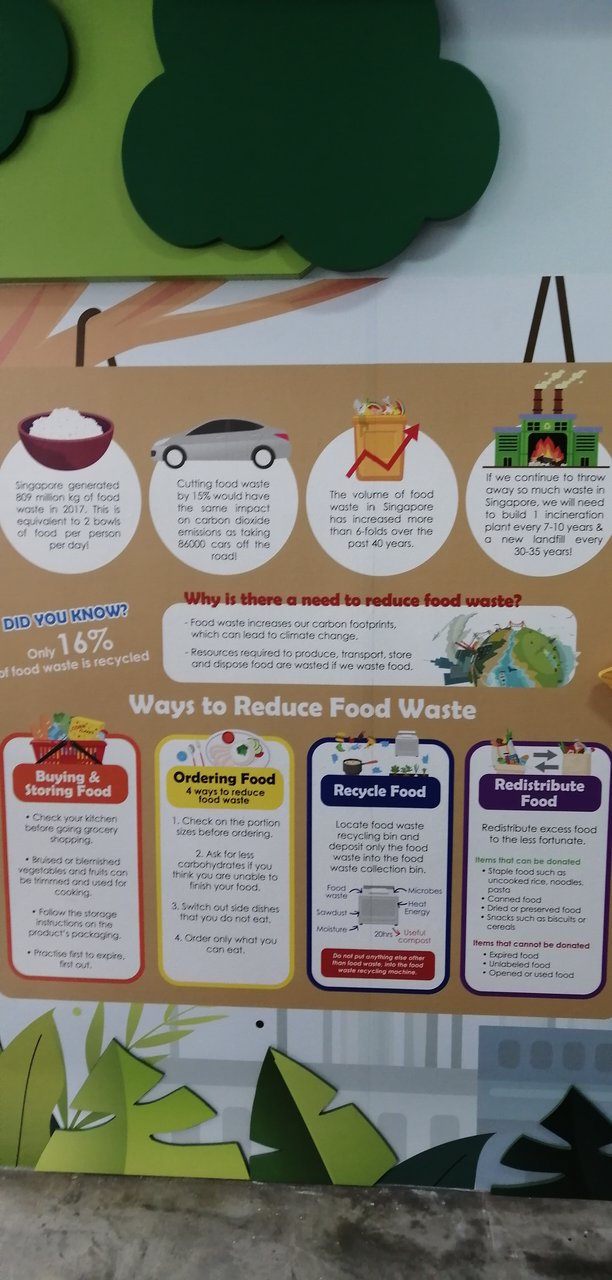 Singapore generated
809 million kg of food
waste in 2017. This is
equivalent to 2 bowls
of food per person
per day!
Cutting food waste
by 15% would have
the same impact
on carbon dioxide
emissions as taking
86000 cars off the
road!
The volume of food
waste in Singapore
has increased more
than 6-folds over the
past 40 years.
If we continue to throw
away so much waste in
Singapore, we will need
to build 1 incineration
plant every 7-10 years &
a new landfill every
30-35 years!
DID YOU KNOW?
Only 16%
of food waste is recycled
Why is there a need to reduce food waste?
- Food waste increases our carbon footprints,
which can lead to climate change.
- Resources required to produce, transport, store
and dispose food are wasted if we waste food.
Ways to Reduce Food Waste
Buying &
Storing Food
• Check your kitchen
before going grocery
shopping.
• Bruised or blemished
vegetables and fruits can
be trimmed and used for
cooking.
• Follow the storage
instructions on the
product's packaging.
• Practise first to expire,
first out.
Ordering Food
4 ways to reduce
food waste
1. Check on the portion
sizes before ordering.
2. Ask for less
carbohydrates if you
think you are unable to
finish your food.
3. Switch out side dishes
that you do not eat.
4. Order only what you
can eat.
Recycle Food
Locate food waste
recycling bin and
deposit only the food
waste into the food
waste collection bin.
Food
waste
Microbes
Heat
Energy
Sawdust
Moisture
20hrs
Useful
compost
Do not put anything else other
than food waste, into the food
waste recycling machine.
Redistribute
Food
Redistribute excess food
to the less fortunate.
Items that can be donated
• Staple food such as
uncooked rice, noodles,
pasta
• Canned food
• Dried or preserved food
• Snacks such as biscuits or
cereals
Items that cannot be donated
• Expired food
• Unlabeled food
• Opened or used food